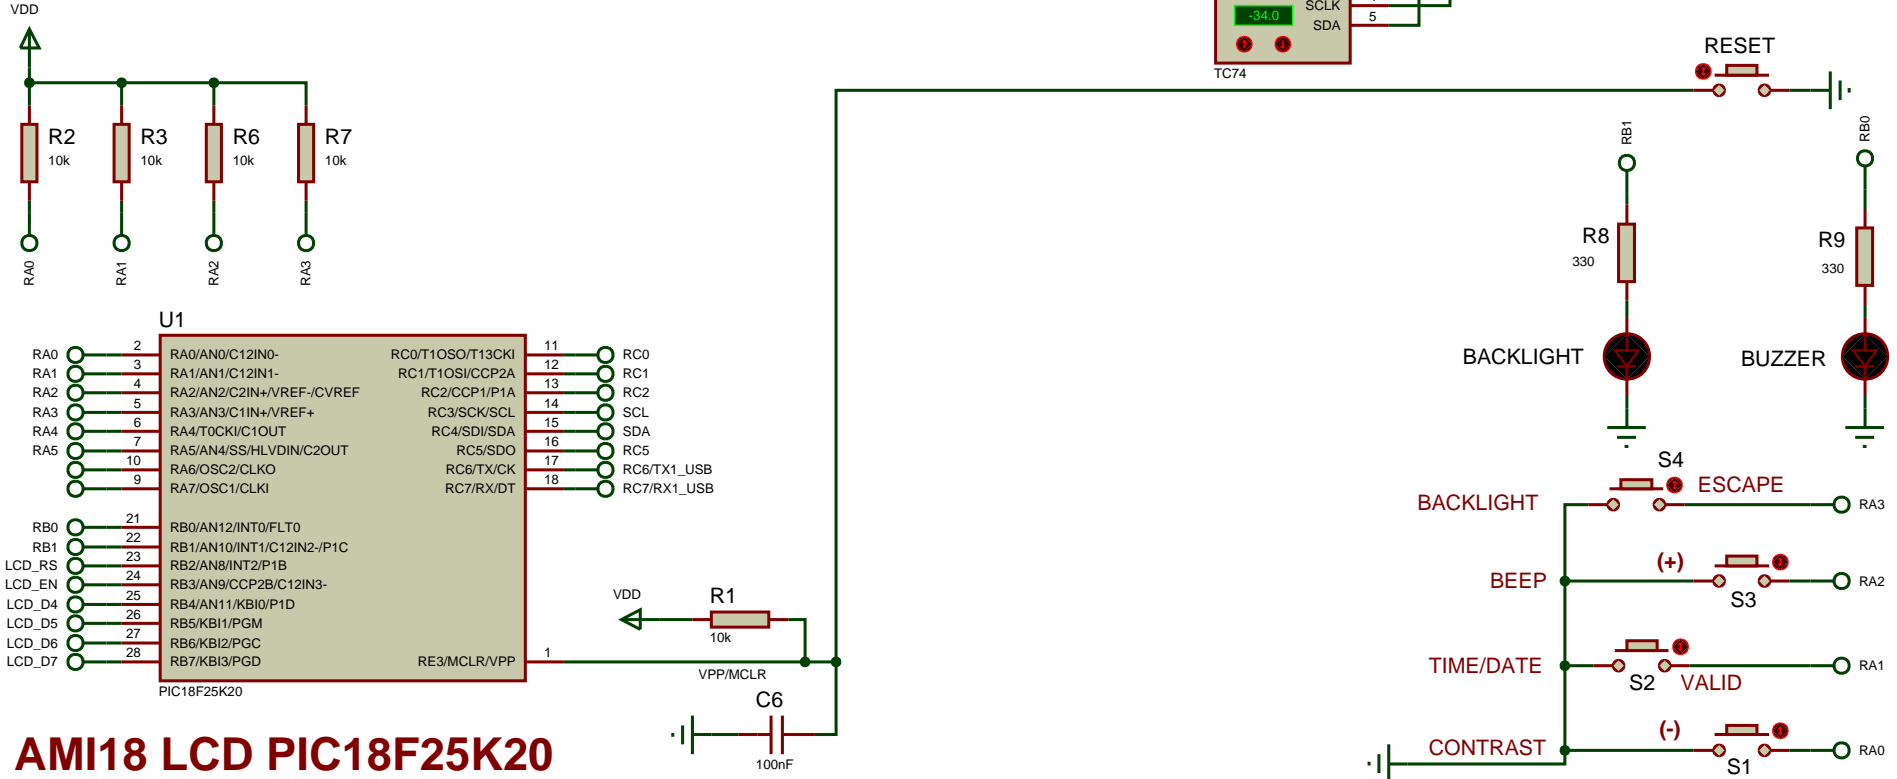 VDD
R2
10k
R3
10k
R6
10k
R7
10k
RA0
RA1
RA2
RA3
-34.0
SCLK
SDA
5
TC74
RESET
RB1
RB0
R8
330
R9
330
BACKLIGHT
BUZZER
U1
RA0 2 RA0/AN0/C12IN0-
RA1 3 RA1/AN1/C12IN1-
RA2 4 RA2/AN2/C2IN+/VREF-/CVREF
RA3 5 RA3/AN3/C1IN+/VREF+
RA4 6 RA4/T0CKI/C1OUT
RA5 7 RA5/AN4/SS/HLVDIN/C2OUT
10 RA6/OSC2/CLKO
9 RA7/OSC1/CLKI
RB0 21 RB0/AN12/INT0/FLT0
RB1 22 RB1/AN10/INT1/C12IN2-/P1C
LCD_RS 23 RB2/AN8/INT2/P1B
LCD_EN 24 RB3/AN9/CCP2B/C12IN3-
LCD_D4 25 RB4/AN11/KBI0/P1D
LCD_D5 26 RB5/KBI1/PGM
LCD_D6 27 RB6/KBI2/PGC
LCD_D7 28 RB7/KBI3/PGD
RC0/T1OSO/T13CKI 11 RC0
RC1/T1OSI/CCP2A 12 RC1
RC2/CCP1/P1A 13 RC2
RC3/SCK/SCL 14 SCL
RC4/SDI/SDA 15 SDA
RC5/SDO 16 RC5
RC6/TX/CK 17 RC6/TX1_USB
RC7/RX/DT 18 RC7/RX1_USB
RE3/MCLR/VPP 1
PIC18F25K20
VDD
R1
10k
VPP/MCLR
C6
100nF
S4
BACKLIGHT ESCAPE RA3
BEEP (+) RA2
S3
TIME/DATE RA1
S2 VALID
CONTRAST (-) RA0
S1
AMI18 LCD PIC18F25K20